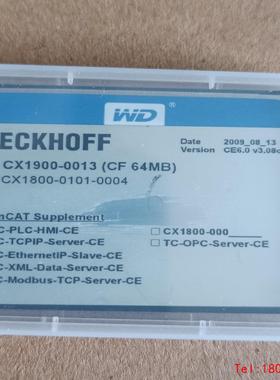 WD®
ECKHOFF
Date 2009_08_13
Version CE6.0 v3.08c
CX1900-0013 (CF 64MB)
CX1800-0101-0004
nCAT Supplement
C-PLC-HMI-CE
CX1800-000
C-TCPIP-Server-CE
TC-OPC-Server-CE
C-EthernetIP-Slave-CE
C-XML-Data-Server-CE
C-Modbus-TCP-Server-CE
Tel:180